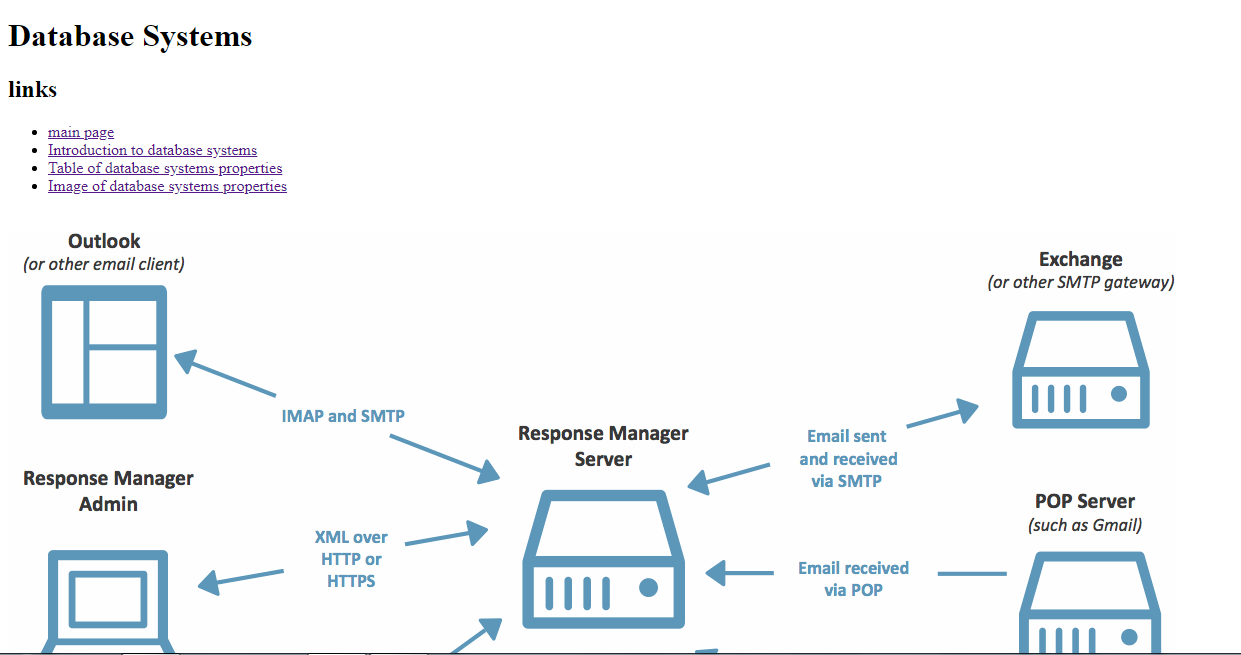 Database Systems
links
main page
Introduction to database systems
Table of database systems properties
Image of database systems properties
Outlook
(or other email client)
Exchange
(or other SMTP gateway)
IMAP and SMTP
Response Manager
Server
Email sent
and received
via SMTP
Response Manager
Admin
POP Server
(such as Gmail)
XML over
HTTP or
HTTPS
Email received
via POP